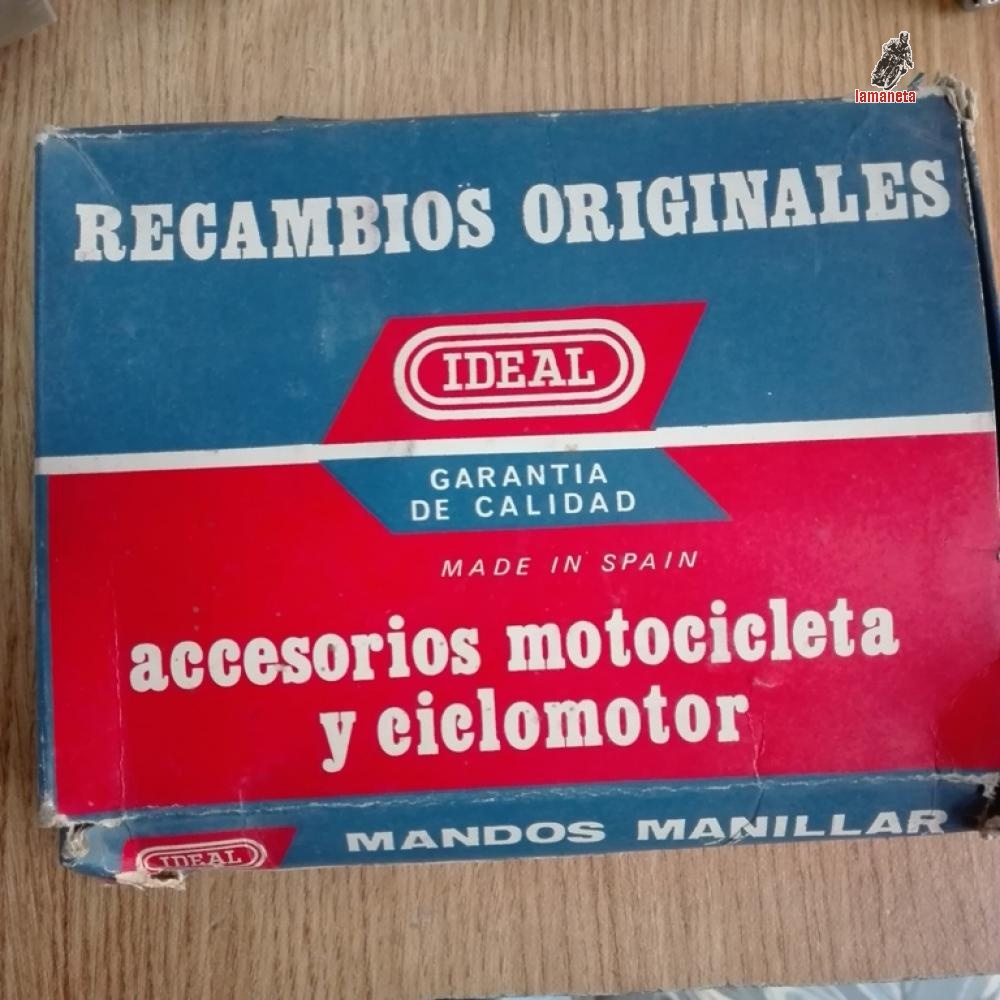 lamaneta
RECAMBIOS ORIGINALES
IDEAL
GARANTIA
DE CALIDAD
MADE IN SPAIN
accesorios motocicleta
y ciclomotor
IDEAL MANDOS MANILLAR